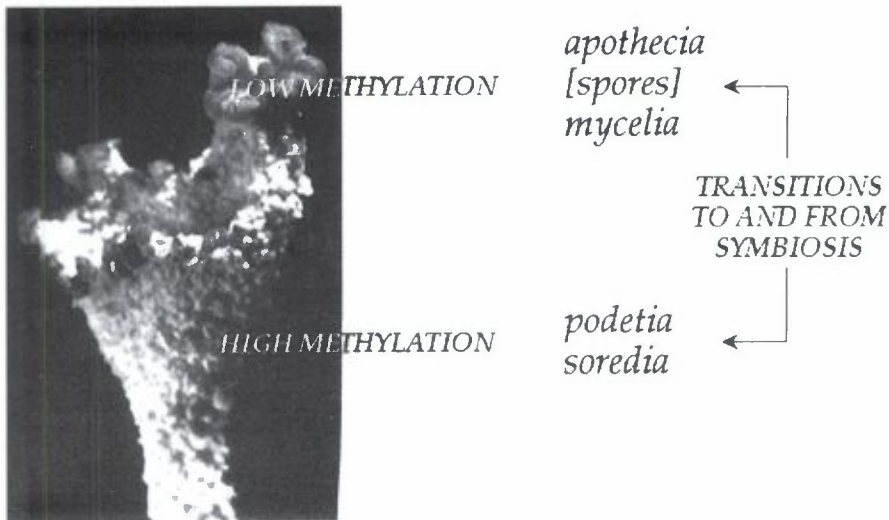 LOW METHYLATION
apothecia
[spores]
mycelia
TRANSITIONS
TO AND FROM
SYMBIOSIS
HIGH METHYLATION
podetia
soredia